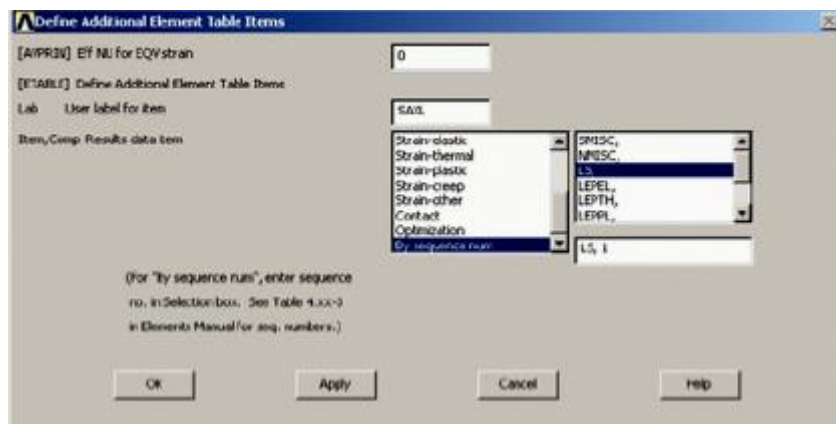 Define Additional Element Table Items
[AVPRIN] Eff NU for EQV strain
0
[ETABLE] Define Additional Element Table Items
Lab User label for item
SAXL
Item,Comp Results data item
Strain-elastic
Strain-thermal
Strain-plastic
Strain-creep
Strain-other
Contact
Optimization
By sequence num
SMISC,
NMISC,
LS,
LEPEL,
LEPTH,
LEPPL,
LS, 1
(For "By sequence num", enter sequence
no. in Selection box. See Table 4.xx-3
in Elements Manual for seq. numbers.)
OK
Apply
Cancel
Help